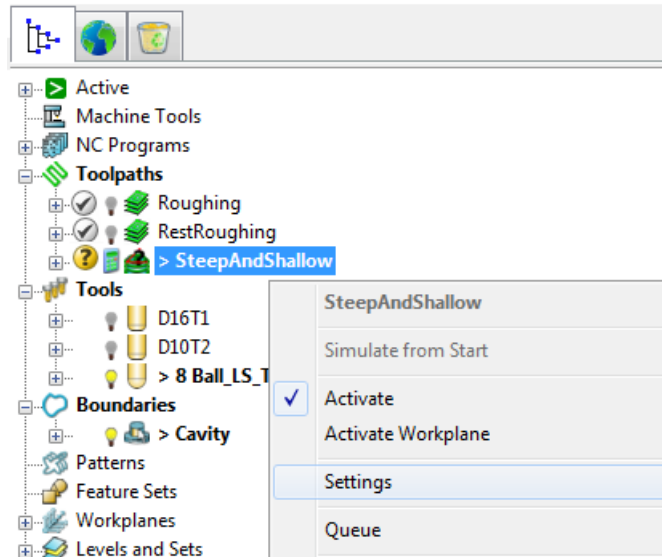 Active
Machine Tools
NC Programs
Toolpaths
Roughing
RestRoughing
> SteepAndShallow
Tools
D16T1
D10T2
> 8 Ball_LS_T
Boundaries
> Cavity
Patterns
Feature Sets
Workplanes
Levels and Sets
SteepAndShallow
Simulate from Start
Activate
Activate Workplane
Settings
Queue